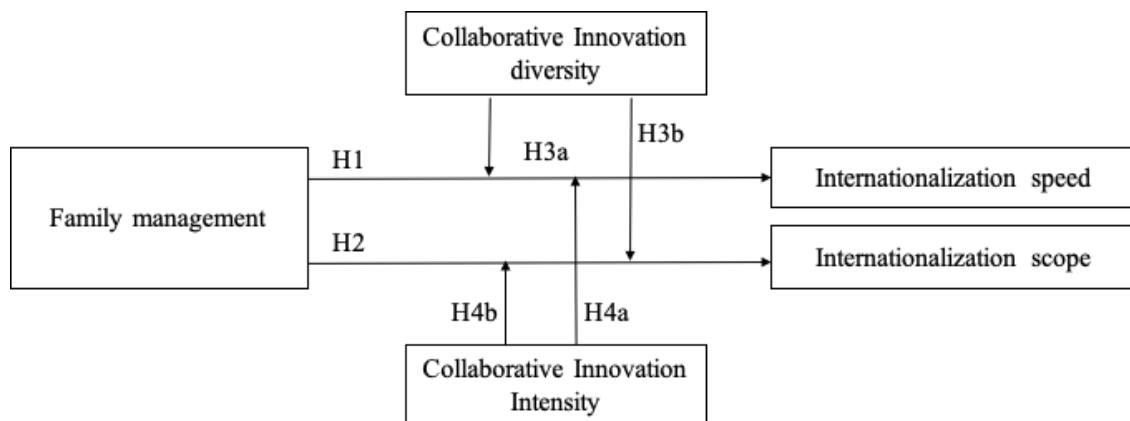 Collaborative Innovation
diversity
H3b
H1
H3a
Internationalization speed
Family management
H2
Internationalization scope
H4b
H4a
Collaborative Innovation
Intensity